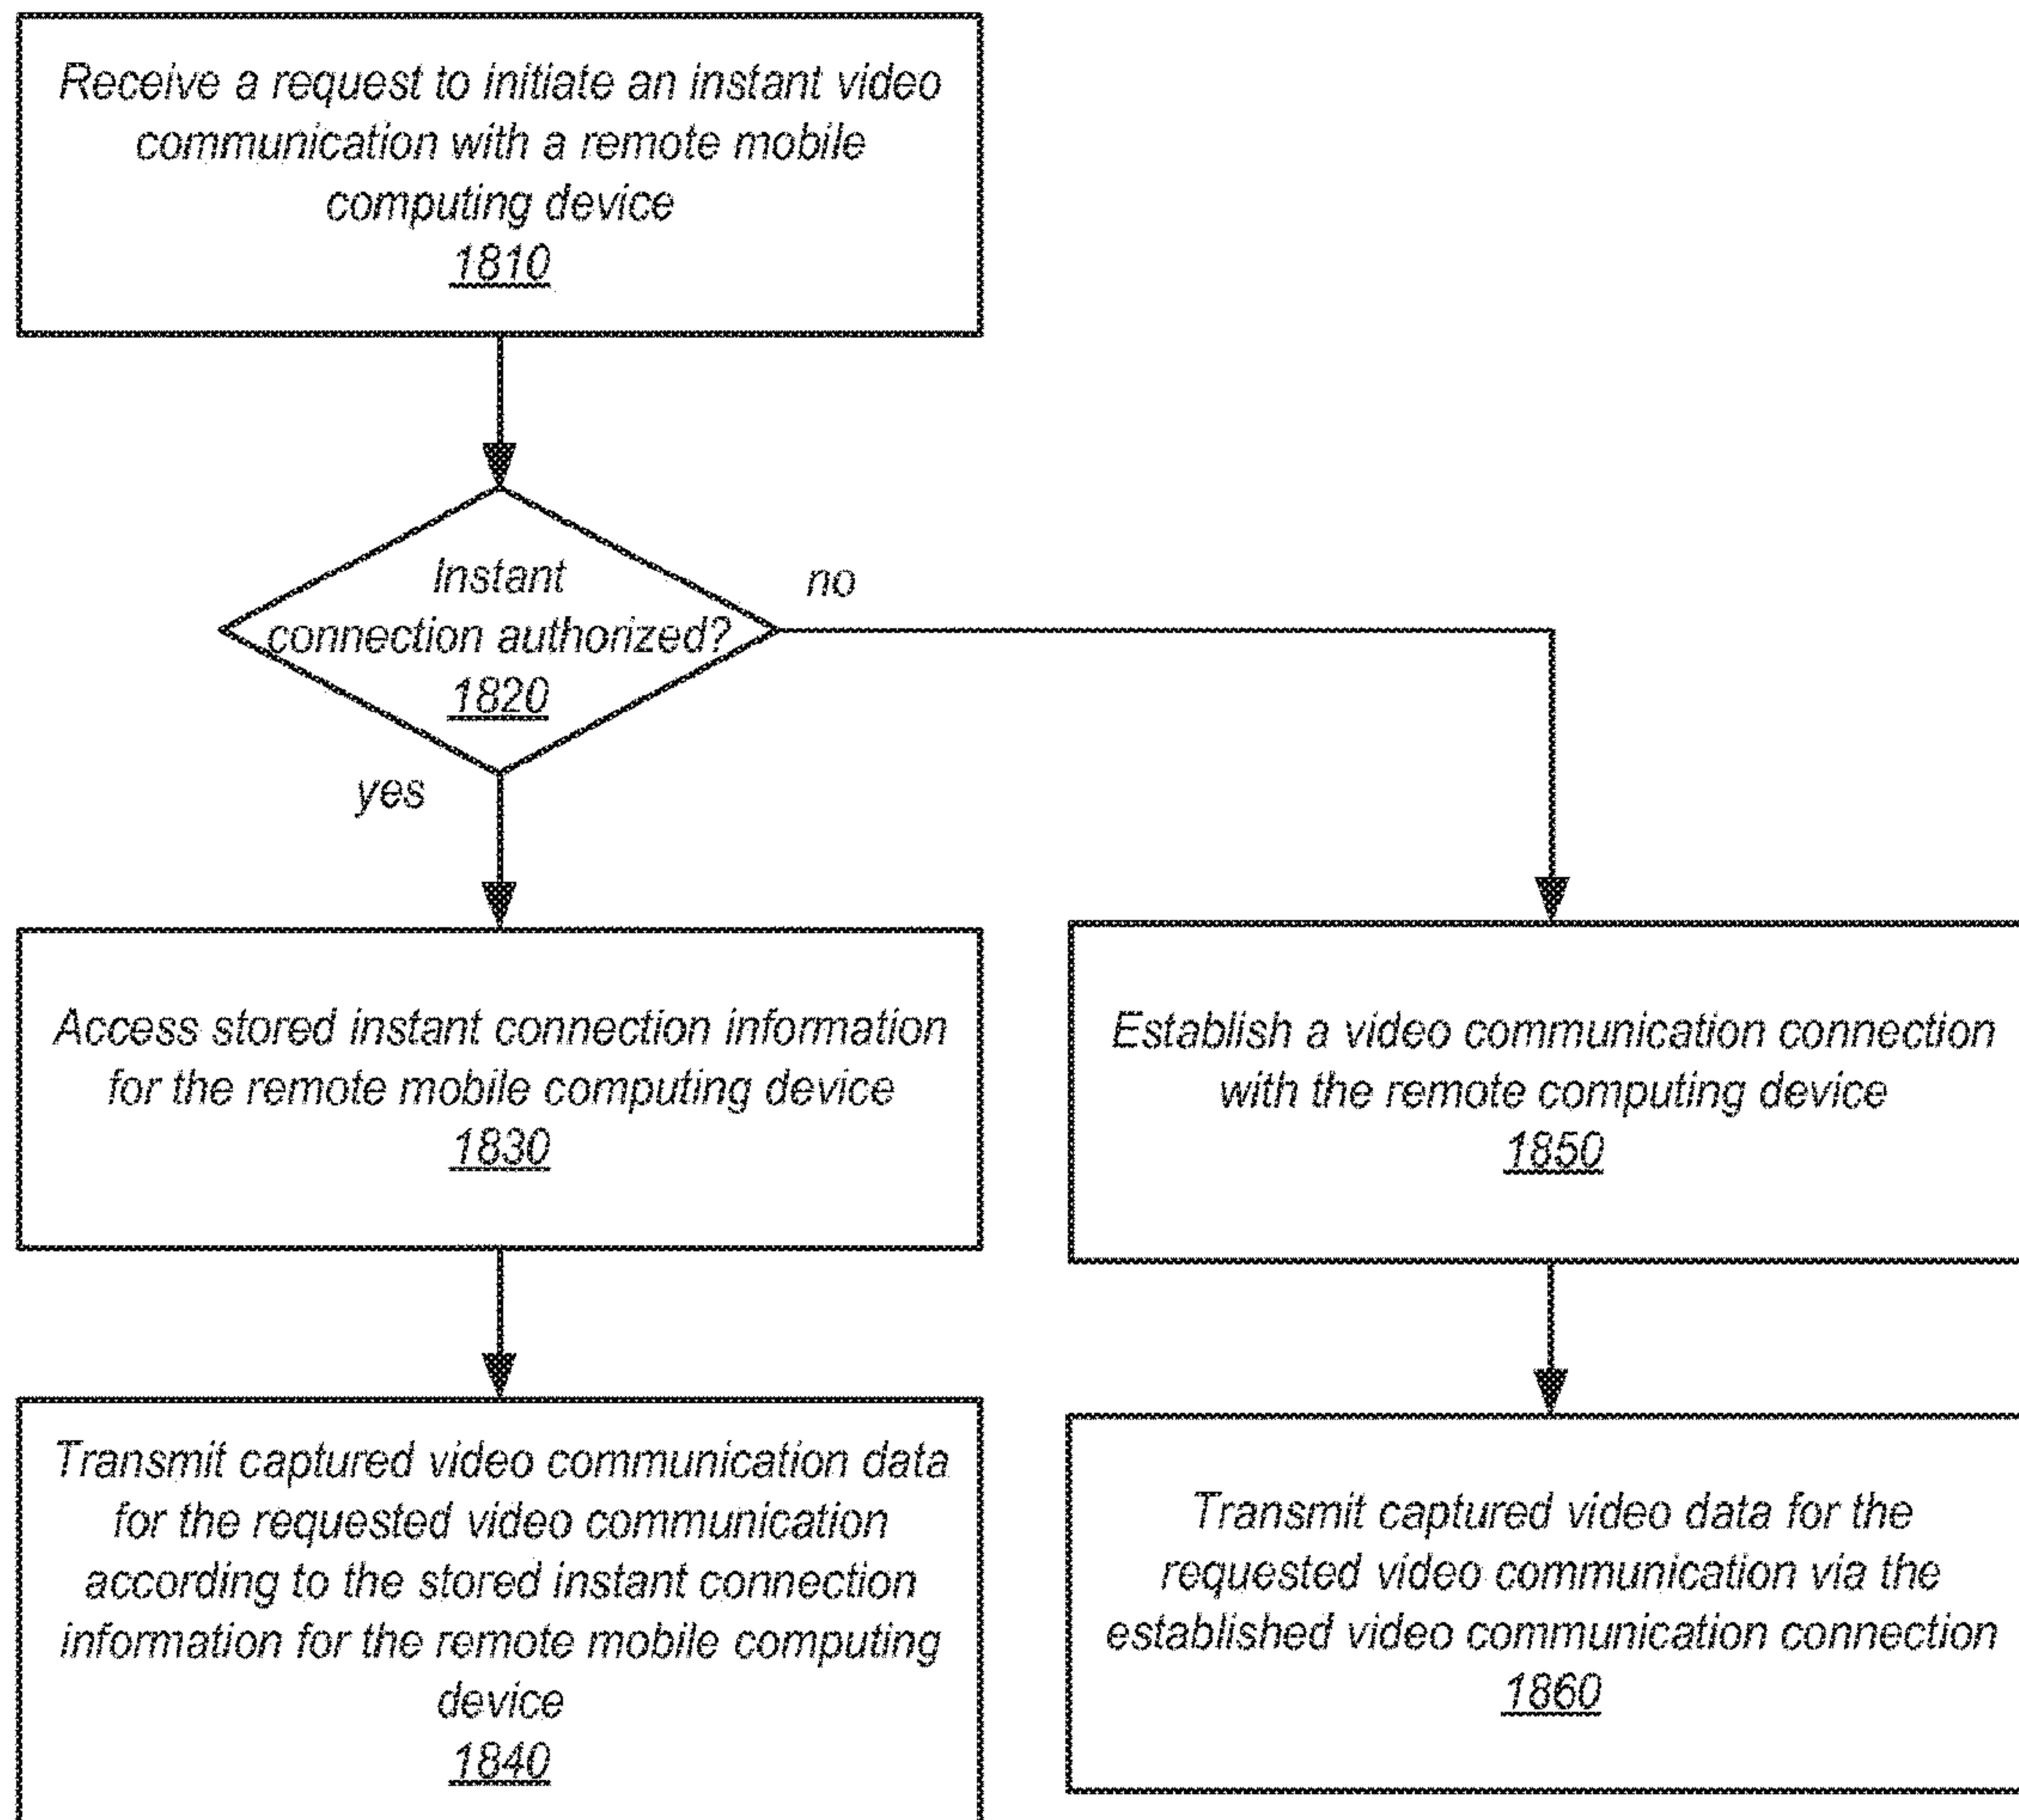 Receive a request to initiate an instant video
communication with a remote mobile
computing device
1810
Instant
connection authorized?
1820
no
yes
Access stored instant connection information
for the remote mobile computing device
1830
Establish a video communication connection
with the remote computing device
1850
Transmit captured video communication data
for the requested video communication
according to the stored instant connection
information for the remote mobile computing
device
1840
Transmit captured video data for the
requested video communication via the
established video communication connection
1860